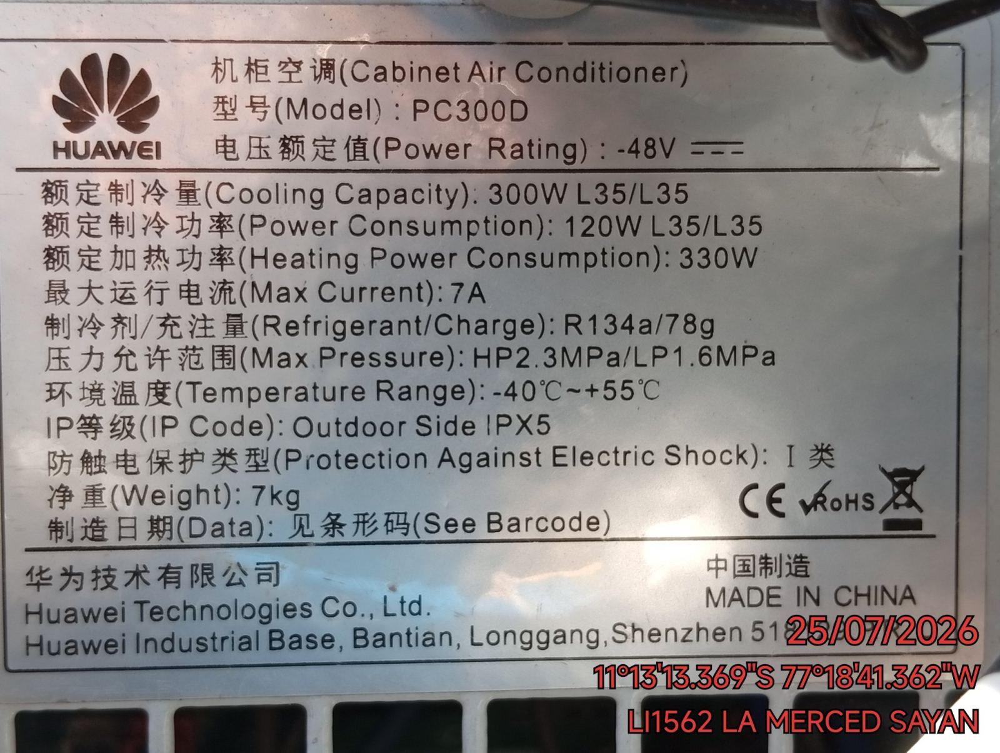 HUAWEI
机柜空调(Cabinet Air Conditioner)
型号(Model) : PC300D
电压额定值(Power Rating) : -48V
额定制冷量(Cooling Capacity): 300W L35/L35
额定制冷功率(Power Consumption): 120W L35/L35
额定加热功率(Heating Power Consumption): 330W
最大运行电流(Max Current): 7A
制冷剂/充注量(Refrigerant/Charge): R134a/78g
压力允许范围(Max Pressure): HP2.3MPa/LP1.6MPa
环境温度(Temperature Range): -40℃~+55℃
IP等级(IP Code): Outdoor Side IPX5
防触电保护类型(Protection Against Electric Shock): I 类
净重(Weight): 7kg
CE RoHS
制造日期(Data): 见条形码(See Barcode)
华为技术有限公司
Huawei Technologies Co., Ltd.
Huawei Industrial Base, Bantian, Longgang,Shenzhen
中国制造
MADE IN CHINA
25/07/2026
11°13'13.369"S 77°18'41.362"W
LI1562 LA MERCED SAYAN